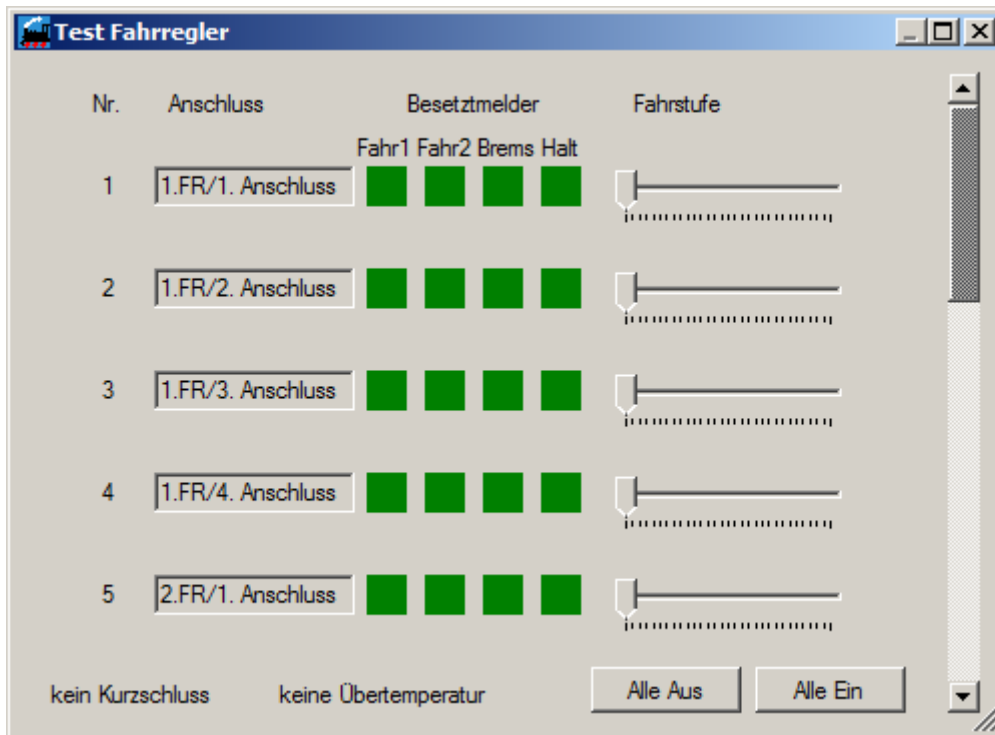 Test Fahrregler
Nr. Anschluss Besetztmelder Fahrstufe
Fahr1 Fahr2 Brems Halt
1 1.FR/1. Anschluss
2 1.FR/2. Anschluss
3 1.FR/3. Anschluss
4 1.FR/4. Anschluss
5 2.FR/1. Anschluss
kein Kurzschluss keine Übertemperatur Alle Aus Alle Ein